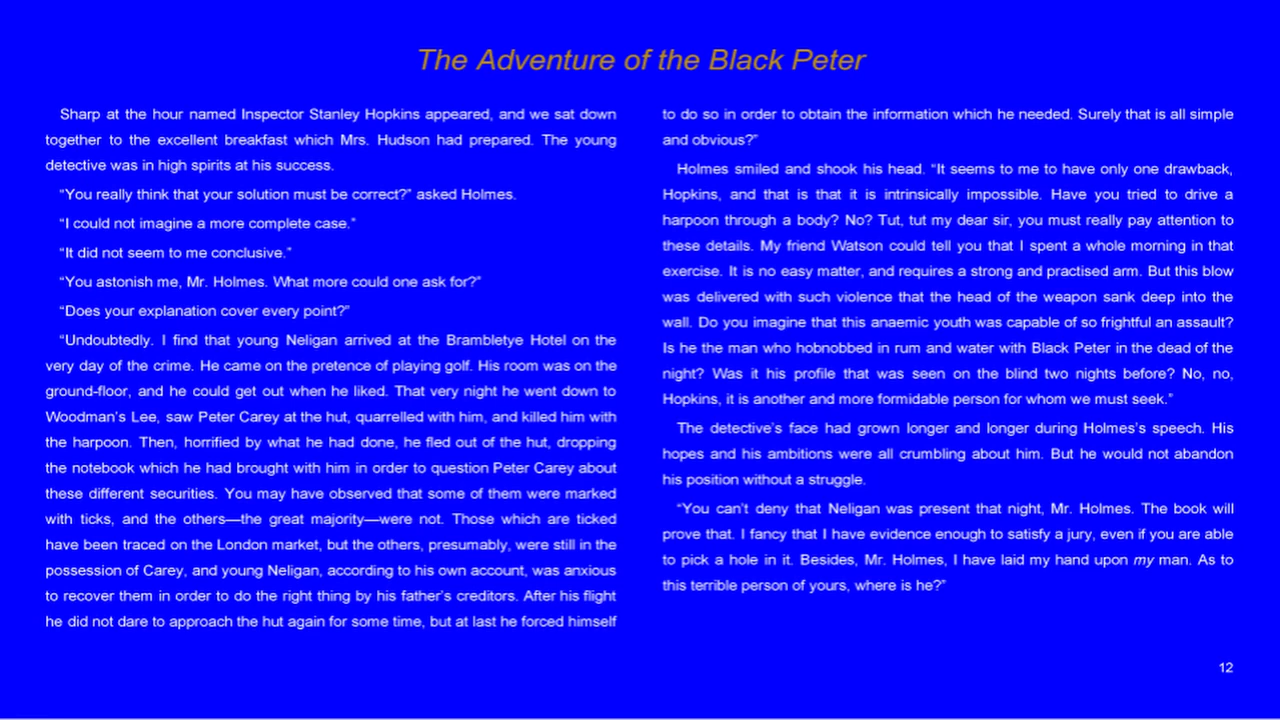 The Adventure of the Black Peter
Sharp at the hour named Inspector Stanley Hopkins appeared, and we sat down
together to the excellent breakfast which Mrs. Hudson had prepared. The young
detective was in high spirits at his success.
“You really think that your solution must be correct?” asked Holmes.
“I could not imagine a more complete case.”
“It did not seem to me conclusive.”
“You astonish me, Mr. Holmes. What more could one ask for?”
“Does your explanation cover every point?”
“Undoubtedly. I find that young Neligan arrived at the Brambletye Hotel on the
very day of the crime. He came on the pretence of playing golf. His room was on the
ground-floor, and he could get out when he liked. That very night he went down to
Woodman’s Lee, saw Peter Carey at the hut, quarrelled with him, and killed him with
the harpoon. Then, horrified by what he had done, he fled out of the hut, dropping
the notebook which he had brought with him in order to question Peter Carey about
these different securities. You may have observed that some of them were marked
with ticks, and the others—the great majority—were not. Those which are ticked
have been traced on the London market, but the others, presumably, were still in the
possession of Carey, and young Neligan, according to his own account, was anxious
to recover them in order to do the right thing by his father’s creditors. After his flight
he did not dare to approach the hut again for some time, but at last he forced himself
to do so in order to obtain the information which he needed. Surely that is all simple
and obvious?”
Holmes smiled and shook his head. “It seems to me to have only one drawback,
Hopkins, and that is that it is intrinsically impossible. Have you tried to drive a
harpoon through a body? No? Tut, tut my dear sir, you must really pay attention to
these details. My friend Watson could tell you that I spent a whole morning in that
exercise. It is no easy matter, and requires a strong and practised arm. But this blow
was delivered with such violence that the head of the weapon sank deep into the
wall. Do you imagine that this anaemic youth was capable of so frightful an assault?
Is he the man who hobnobbed in rum and water with Black Peter in the dead of the
night? Was it his profile that was seen on the blind two nights before? No, no,
Hopkins, it is another and more formidable person for whom we must seek.”
The detective’s face had grown longer and longer during Holmes’s speech. His
hopes and his ambitions were all crumbling about him. But he would not abandon
his position without a struggle.
“You can’t deny that Neligan was present that night, Mr. Holmes. The book will
prove that. I fancy that I have evidence enough to satisfy a jury, even if you are able
to pick a hole in it. Besides, Mr. Holmes, I have laid my hand upon my man. As to
this terrible person of yours, where is he?”
12